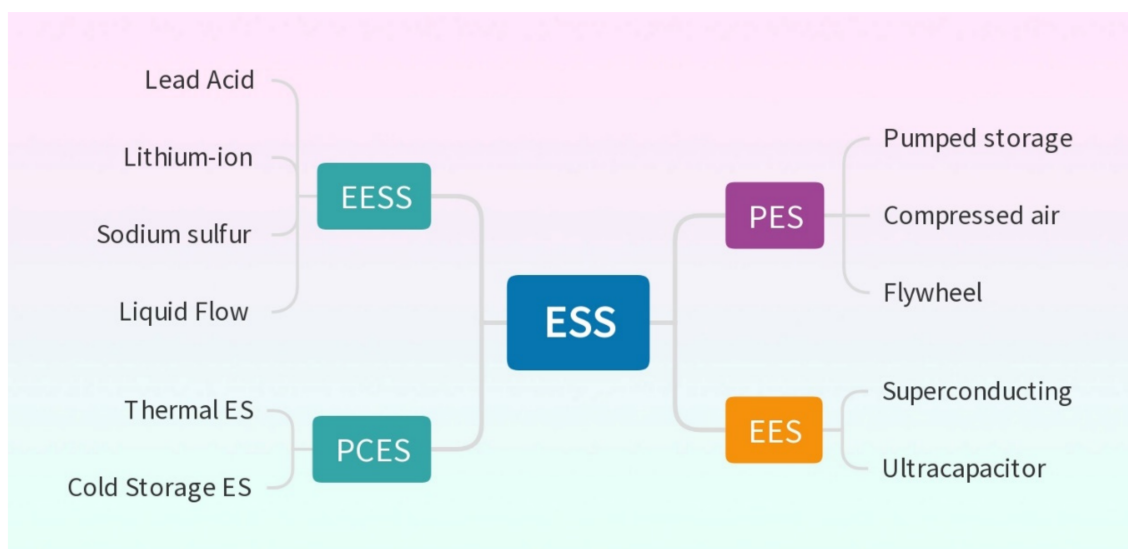 Lead Acid
Lithium-ion
Sodium sulfur
Liquid Flow
EESS
Thermal ES
Cold Storage ES
PCES
ESS
PES
Pumped storage
Compressed air
Flywheel
EES
Superconducting
Ultracapacitor